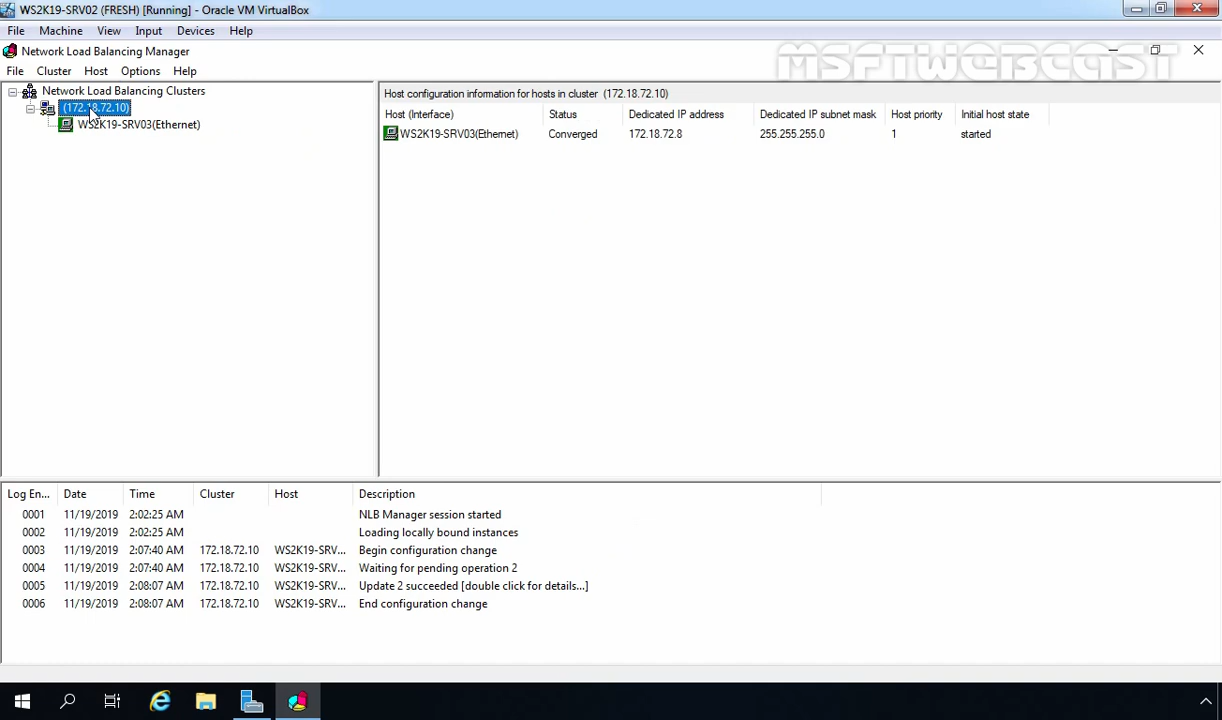 WS2K19-SRV02 (FRESH) [Running] - Oracle VM VirtualBox
File Machine View Input Devices Help
Network Load Balancing Manager
MSFTWEBCAST
File Cluster Host Options Help
Network Load Balancing Clusters
(172.18.72.10)
WS2K19-SRV03(Ethernet)
Host configuration information for hosts in cluster (172.18.72.10)
Host (Interface) Status Dedicated IP address Dedicated IP subnet mask Host priority Initial host state
WS2K19-SRV03(Ethernet) Converged 172.18.72.8 255.255.255.0 1 started
Log En... Date Time Cluster Host Description
0001 11/19/2019 2:02:25 AM NLB Manager session started
0002 11/19/2019 2:02:25 AM Loading locally bound instances
0003 11/19/2019 2:07:40 AM 172.18.72.10 WS2K19-SRV... Begin configuration change
0004 11/19/2019 2:07:40 AM 172.18.72.10 WS2K19-SRV... Waiting for pending operation 2
0005 11/19/2019 2:08:07 AM 172.18.72.10 WS2K19-SRV... Update 2 succeeded [double click for details...]
0006 11/19/2019 2:08:07 AM 172.18.72.10 WS2K19-SRV... End configuration change